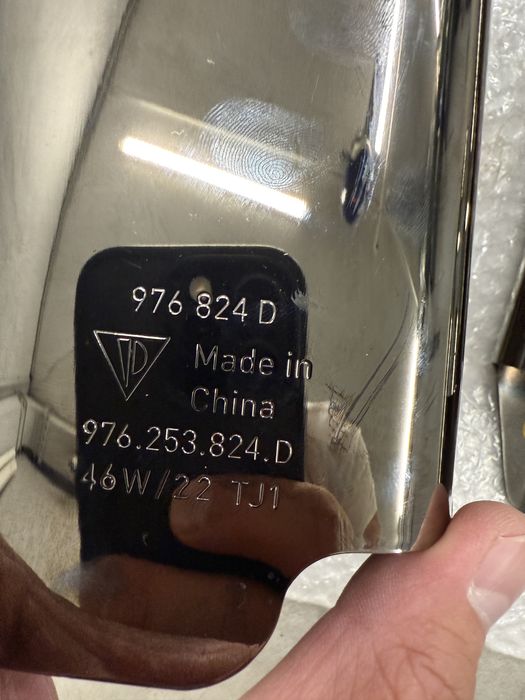 976 824 D
Made in
China
976.253.824.D
46W/22 TJ1